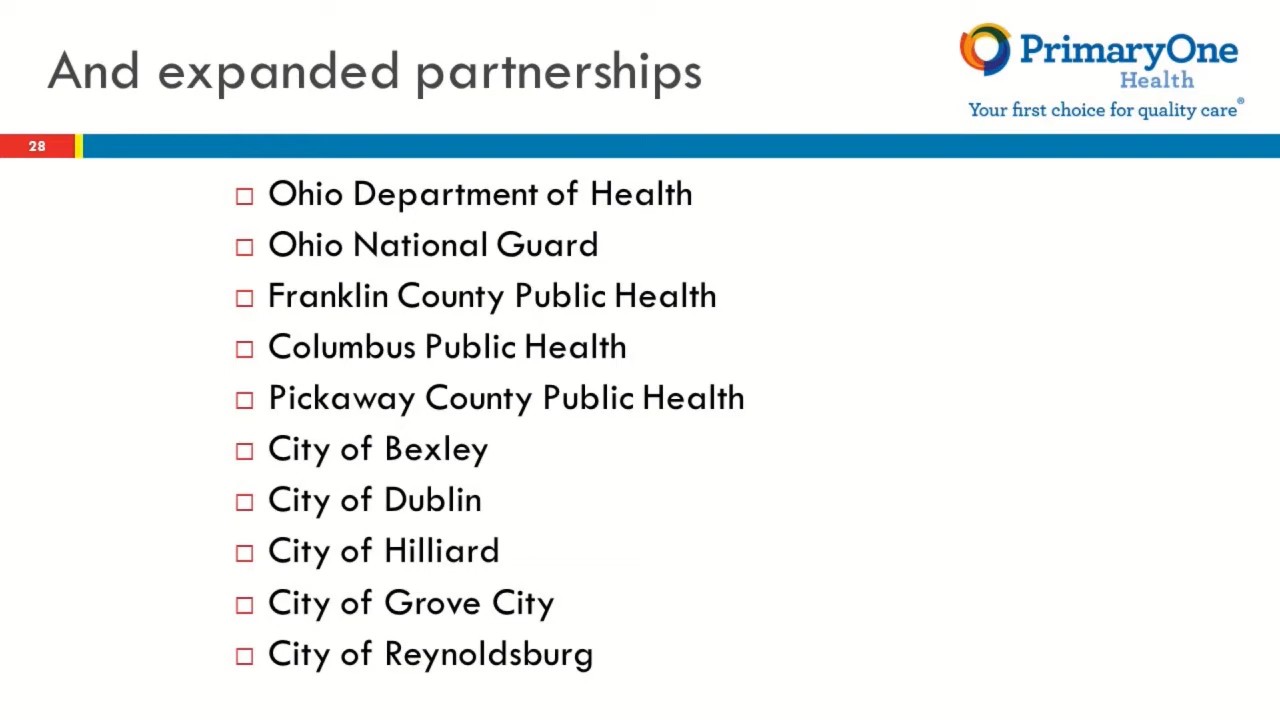 And expanded partnerships
PrimaryOne
Health
Your first choice for quality care®
28
Ohio Department of Health
Ohio National Guard
Franklin County Public Health
Columbus Public Health
Pickaway County Public Health
City of Bexley
City of Dublin
City of Hilliard
City of Grove City
City of Reynoldsburg